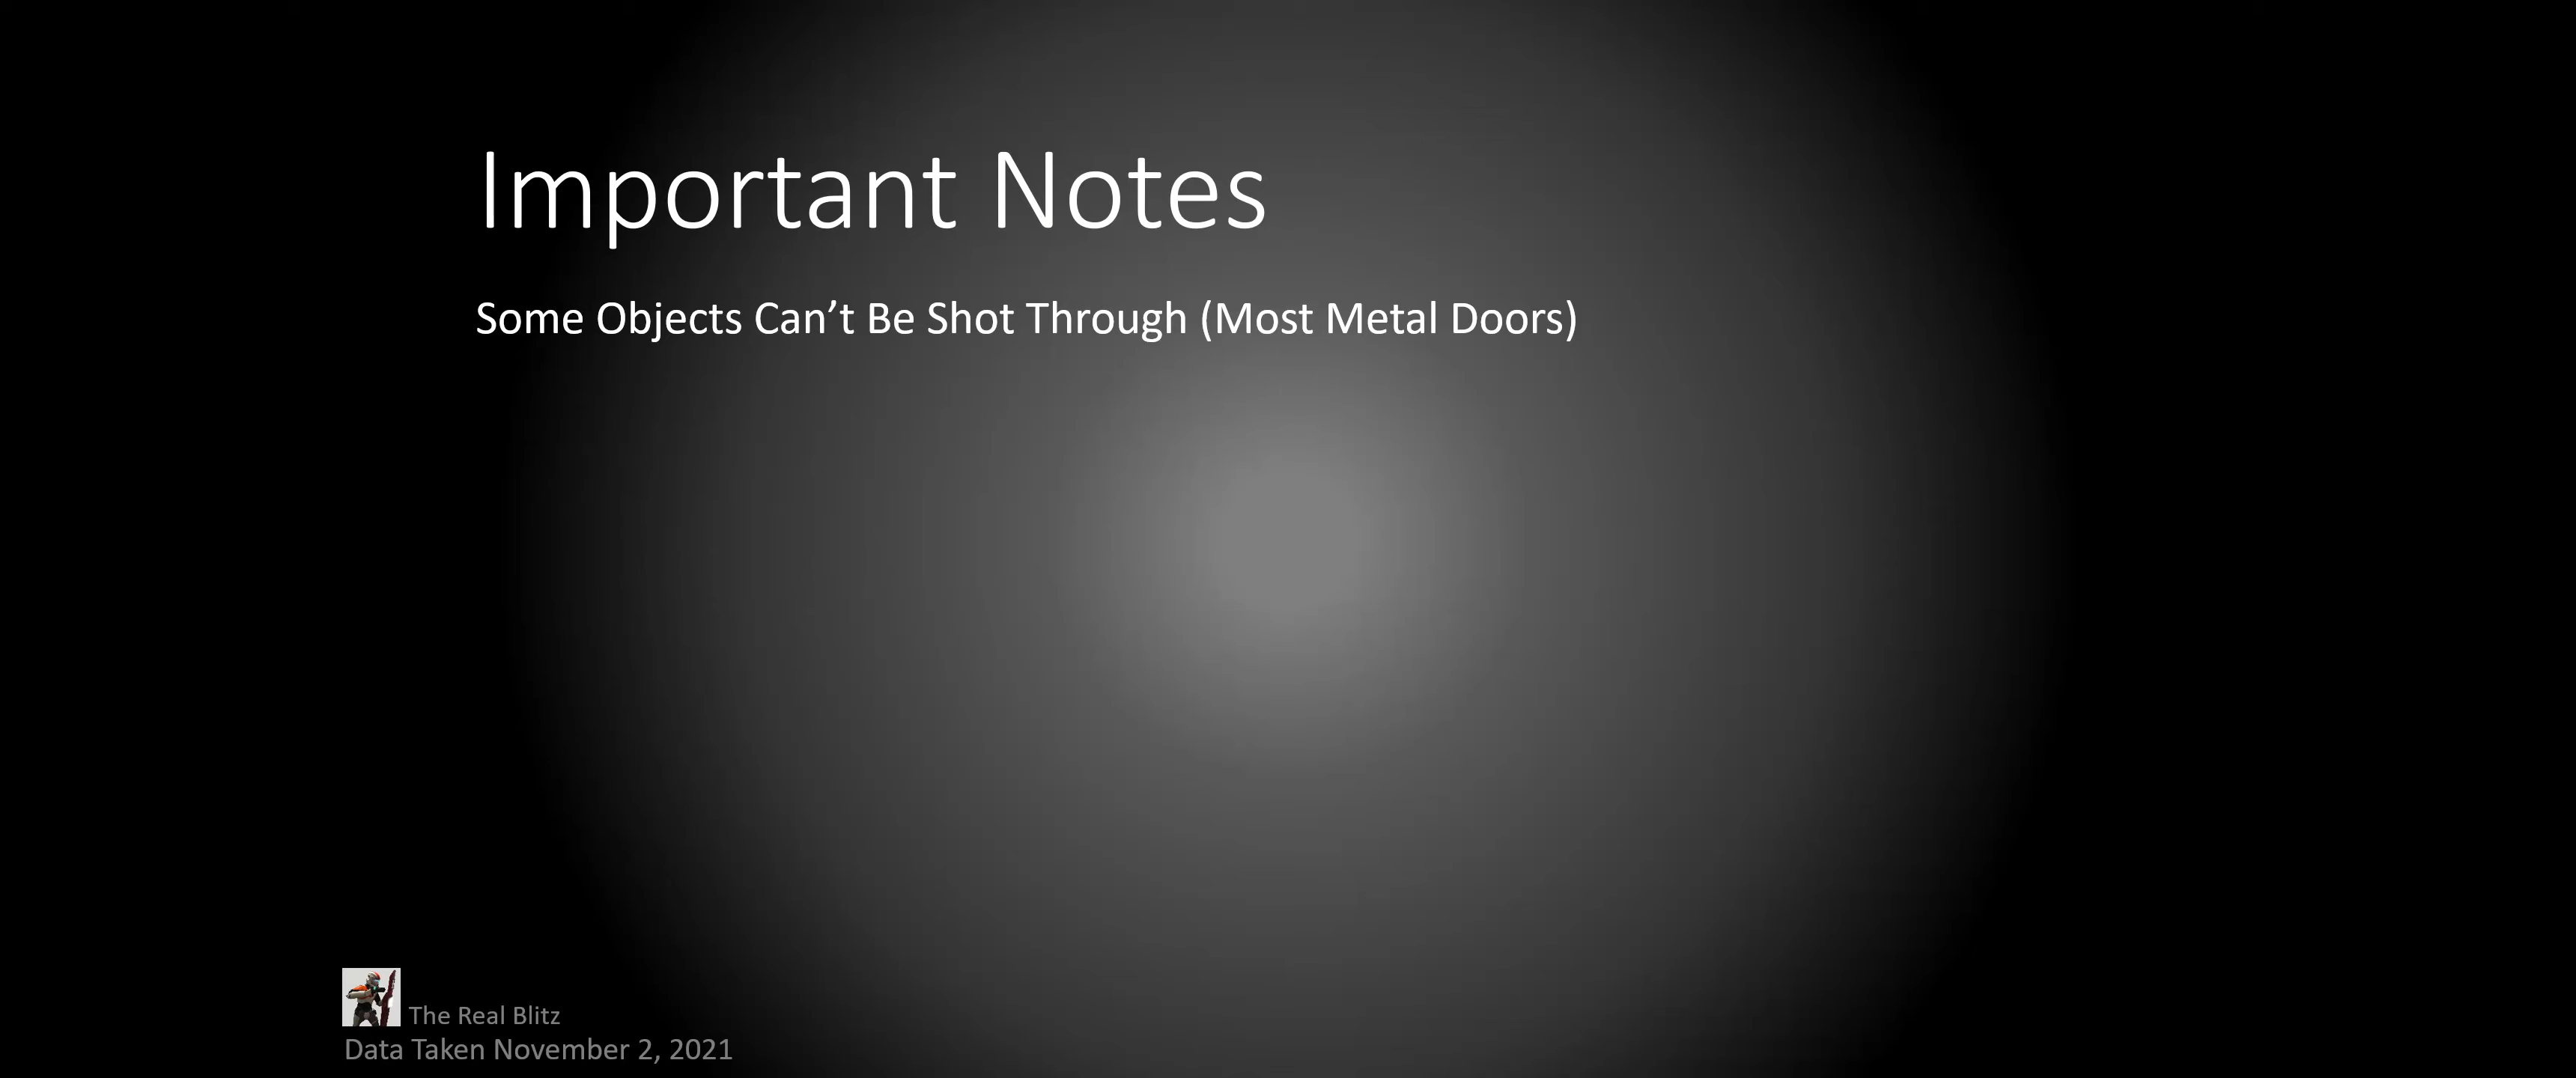 Important Notes
Some Objects Can’t Be Shot Through (Most Metal Doors)
The Real Blitz
Data Taken November 2, 2021